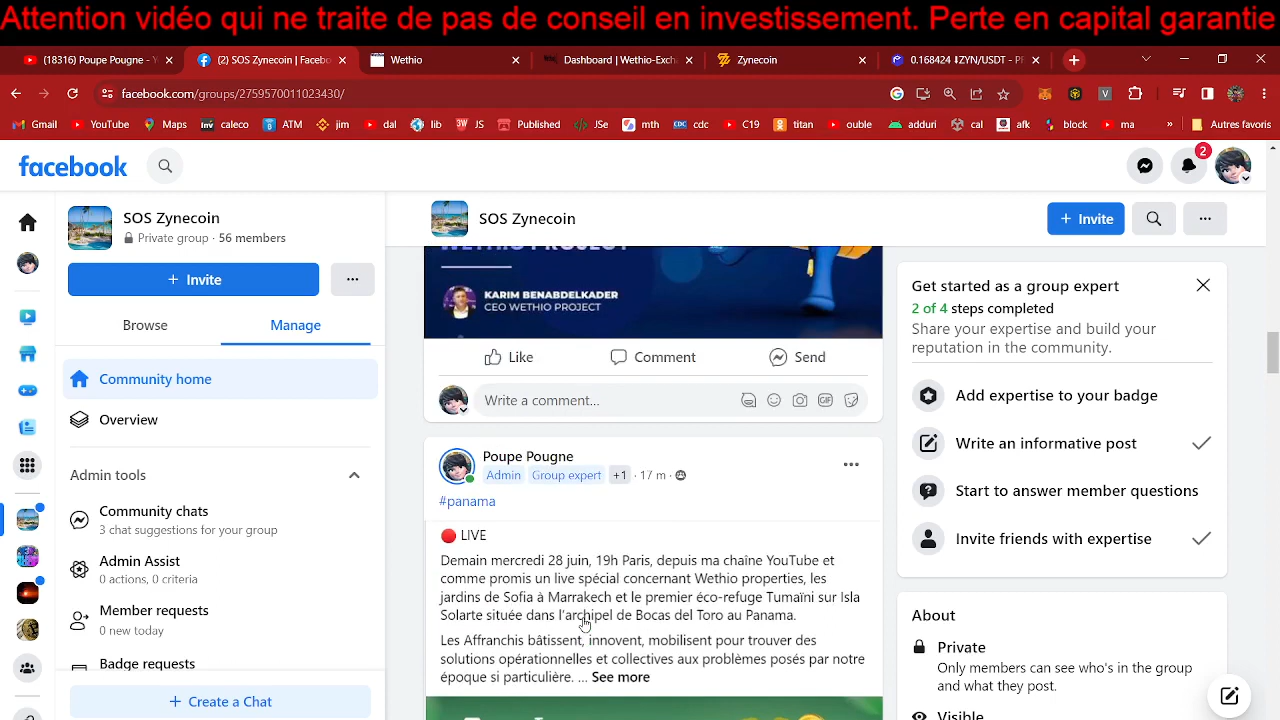 Attention vidéo qui ne traite de pas de conseil en investissement. Perte en capital garantie
(18316) Poupe Pougne - Y
(2) SOS Zynecoin | Facebo
Wethio
Dashboard | Wethio-Exch
Zynecoin
0.168424
facebook.com/groups/2759570011023430/
Gmail
YouTube
Maps
caleco
ATM
jim
dal
lib
JS
Published
JSe
mth
cdc
C19
titan
ouble
adduri
cal
afk
block
ma
»
Autres favoris
facebook
2
SOS Zynecoin
Private group · 56 members
+ Invite
Browse
Manage
Community home
Overview
Admin tools
Community chats
3 chat suggestions for your group
Admin Assist
0 actions, 0 criteria
Member requests
0 new today
Badge requests
+ Create a Chat
SOS Zynecoin
+ Invite
WETHIO PROJECT
KARIM BENABDELKADER
CEO WETHIO PROJECT
Like
Comment
Send
Write a comment...
Poupe Pougne
Admin Group expert +1 · 17 m ·
#panama
🔴 LIVE
Demain mercredi 28 juin, 19h Paris, depuis ma chaîne YouTube et
comme promis un live spécial concernant Wethio properties, les
jardins de Sofia à Marrakech et le premier éco-refuge Tumaïni sur Isla
Solarte située dans l'archipel de Bocas del Toro au Panama.
Les Affranchis bâtissent, innovent, mobilisent pour trouver des
solutions opérationnelles et collectives aux problèmes posés par notre
époque si particulière. ... See more
Get started as a group expert
2 of 4 steps completed
Share your expertise and build your
reputation in the community.
Add expertise to your badge
Write an informative post
Start to answer member questions
Invite friends with expertise
About
Private
Only members can see who's in the group
and what they post.
Visible